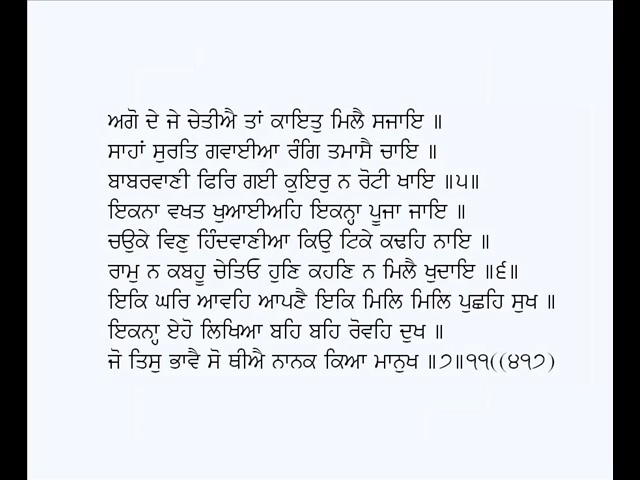 ਅਗੋ ਦੇ ਜੇ ਚੇਤੀਐ ਤਾਂ ਕਾਇਤੁ ਮਿਲੈ ਸਜਾਇ ॥
ਸਾਹਾਂ ਸੁਰਤਿ ਗਵਾਈਆ ਰੰਗਿ ਤਮਾਸੈ ਚਾਇ ॥
ਬਾਬਰਵਾਣੀ ਫਿਰਿ ਗਈ ਕੁਇਰੁ ਨ ਰੋਟੀ ਖਾਇ ॥੫॥
ਇਕਨਾ ਵਖਤ ਖੁਆਈਅਹਿ ਇਕਨ੍ਹਾ ਪੂਜਾ ਜਾਇ ॥
ਚਉਕੇ ਵਿਣੁ ਹਿੰਦਵਾਣੀਆ ਕਿਉ ਟਿਕੇ ਕਢਹਿ ਨਾਇ ॥
ਰਾਮੁ ਨ ਕਬਹੂ ਚੇਤਿਓ ਹੁਣਿ ਕਹਣਿ ਨ ਮਿਲੈ ਖੁਦਾਇ ॥੬॥
ਇਕਿ ਘਰਿ ਆਵਹਿ ਆਪਣੈ ਇਕਿ ਮਿਲਿ ਮਿਲਿ ਪੁਛਹਿ ਸੁਖ ॥
ਇਕਨ੍ਹਾ ਏਹੋ ਲਿਖਿਆ ਬਹਿ ਬਹਿ ਰੋਵਹਿ ਦੁਖ ॥
ਜੋ ਤਿਸੁ ਭਾਵੈ ਸੋ ਥੀਐ ਨਾਨਕ ਕਿਆ ਮਾਨੁਖ ॥੭॥੧੧((੪੧੭)